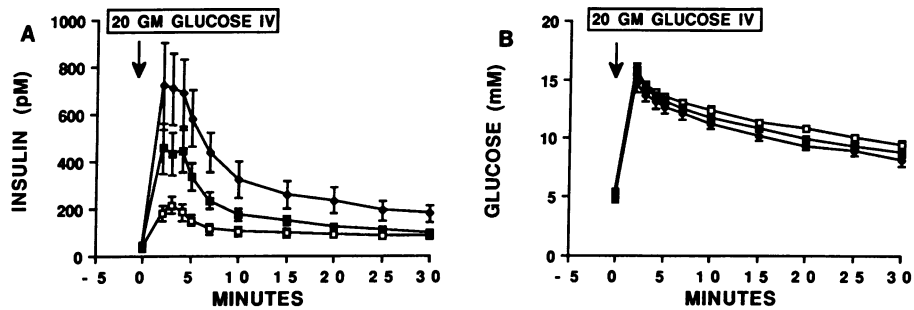 A
20 GM GLUCOSE IV
INSULIN (pM)
1000
800
600
400
200
0
-5 0 5 10 15 20 25 30
MINUTES
B
20 GM GLUCOSE IV
GLUCOSE (mM)
20
15
10
5
0
-5 0 5 10 15 20 25 30
MINUTES